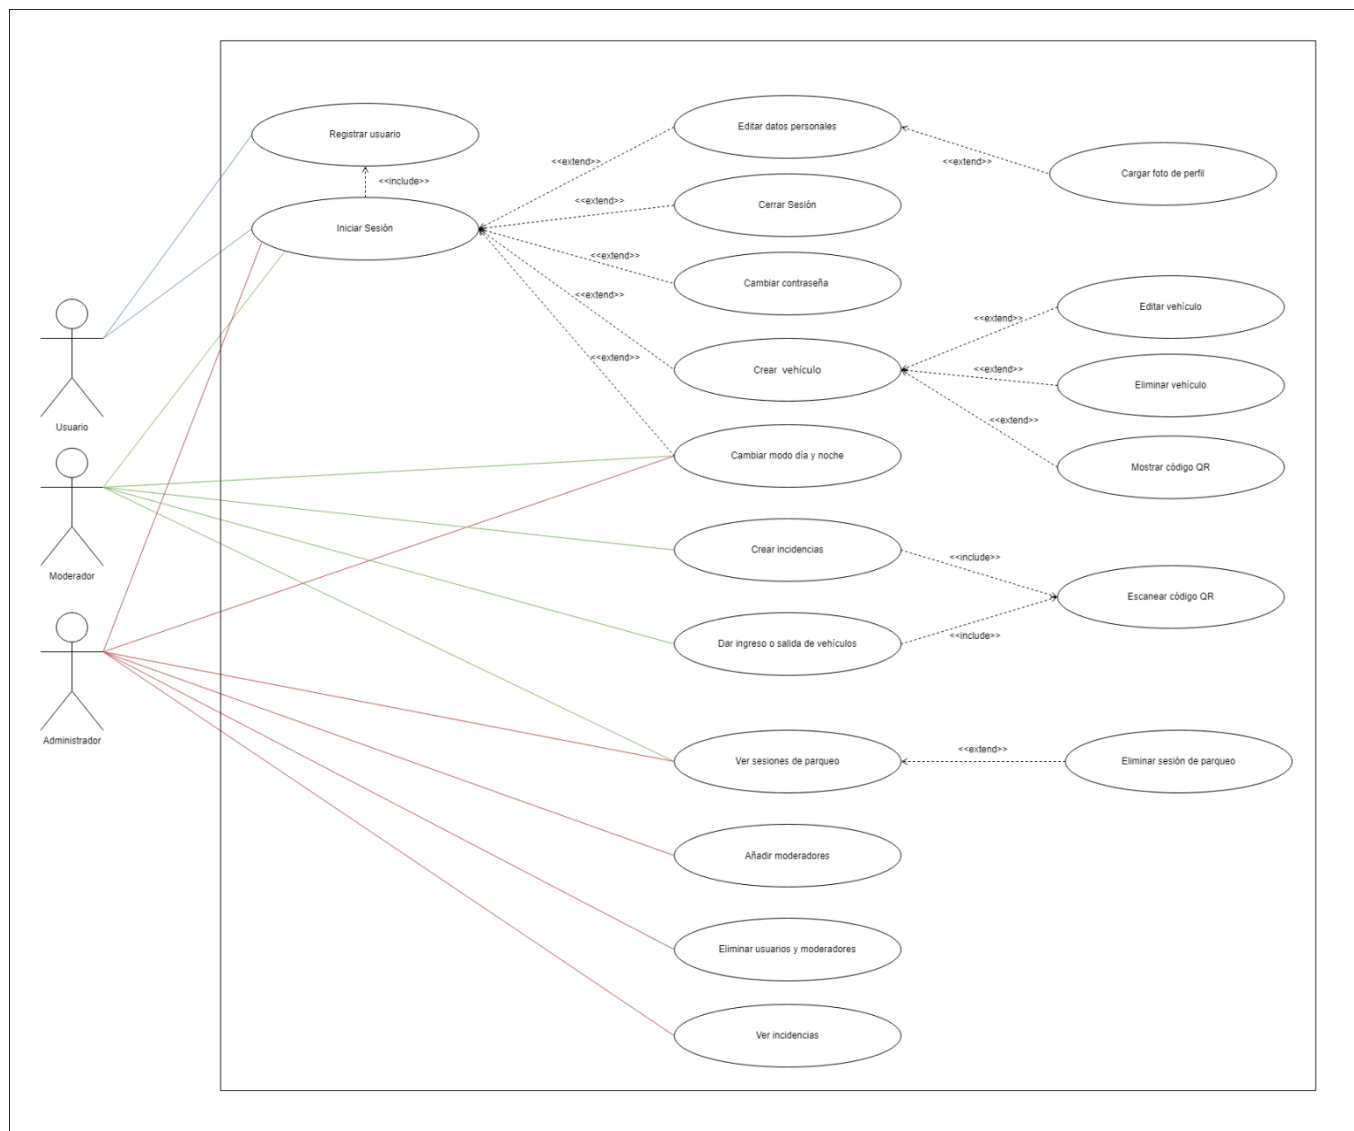 Editar datos personales
Registrar usuario
<<extend>>
<<extend>>
Cargar foto de perfil
<<include>>
<<extend>>
Cerrar Sesión
Iniciar Sesión
<<extend>>
Cambiar contraseña
<<extend>>
Editar vehículo
<<extend>>
<<extend>>
Crear vehículo
<<extend>>
Eliminar vehículo
<<extend>>
Usuario
Cambiar modo día y noche
Mostrar código QR
Crear incidencias
<<include>>
Moderador
Escanear código QR
<<include>>
Dar ingreso o salida de vehículos
Administrador
<<extend>>
Ver sesiones de parqueo
Eliminar sesión de parqueo
Añadir moderadores
Eliminar usuarios y moderadores
Ver incidencias